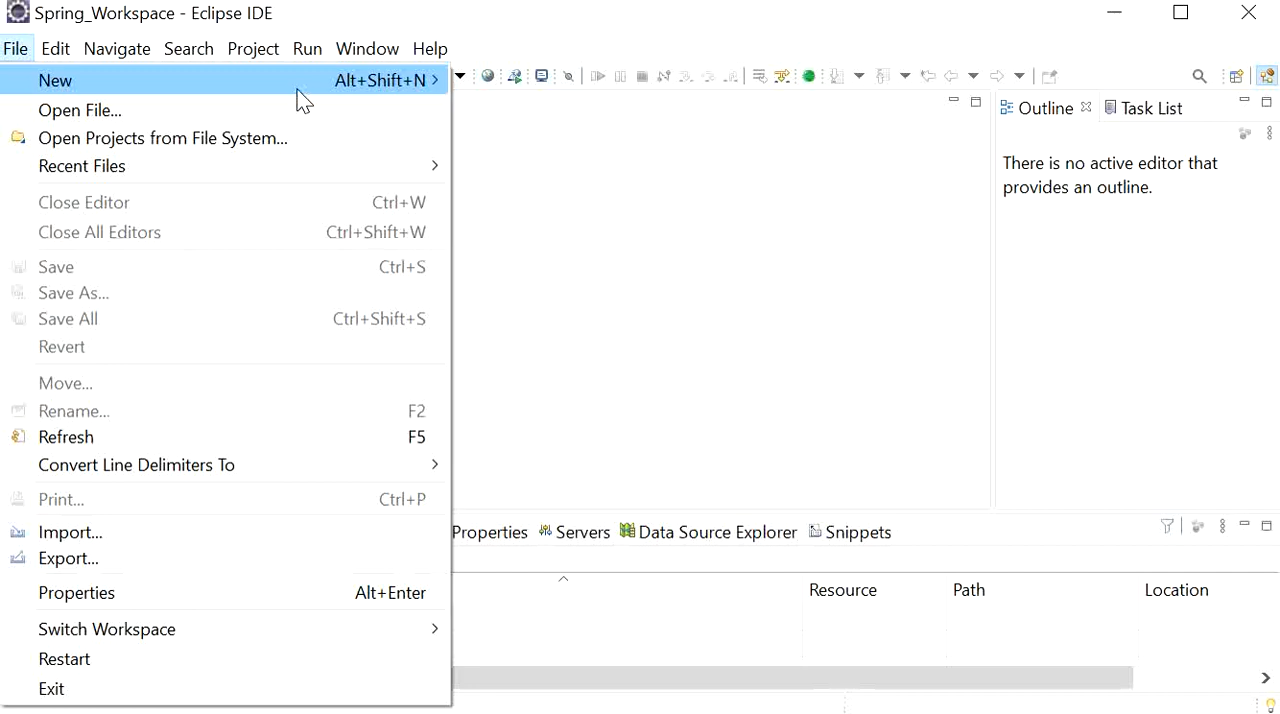 Spring_Workspace - Eclipse IDE
File Edit Navigate Search Project Run Window Help
New Alt+Shift+N
Open File...
Open Projects from File System...
Recent Files
Close Editor Ctrl+W
Close All Editors Ctrl+Shift+W
Save Ctrl+S
Save As...
Save All Ctrl+Shift+S
Revert
Move...
Rename... F2
Refresh F5
Convert Line Delimiters To
Print... Ctrl+P
Import...
Export...
Properties Alt+Enter
Switch Workspace
Restart
Exit
Outline Task List
There is no active editor that
provides an outline.
Properties Servers Data Source Explorer Snippets
Resource Path Location